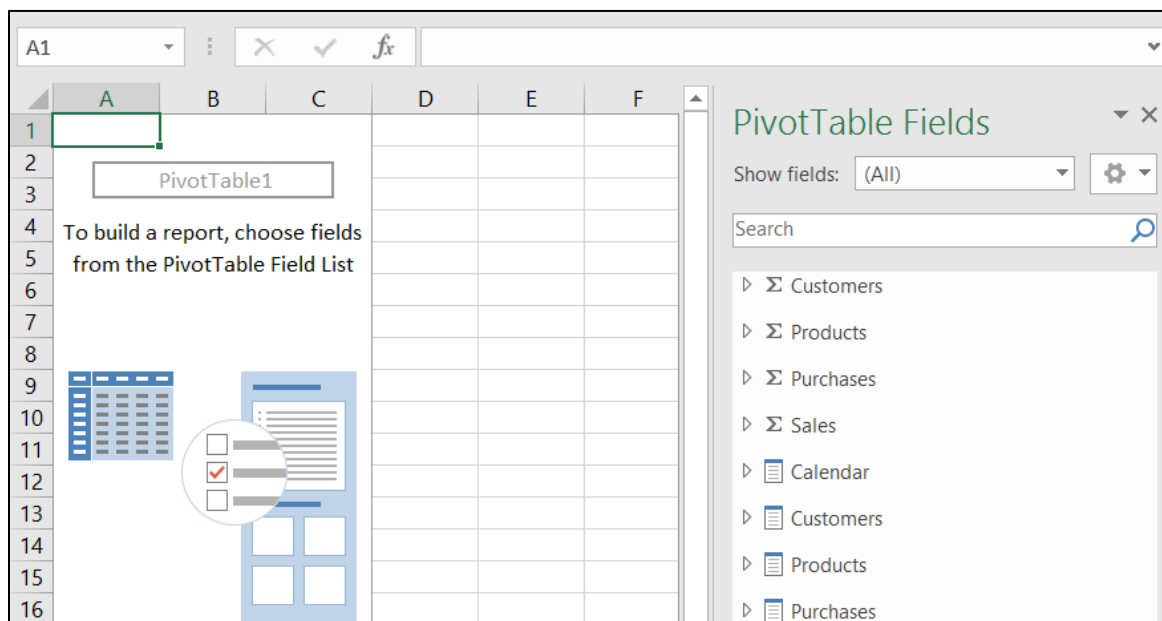 A1
fx
A B C D E F
1
2
3
4
5
6
7
8
9
10
11
12
13
14
15
16
PivotTable1
To build a report, choose fields
from the PivotTable Field List
PivotTable Fields
Show fields: (All)
Search
Σ Customers
Σ Products
Σ Purchases
Σ Sales
Calendar
Customers
Products
Purchases